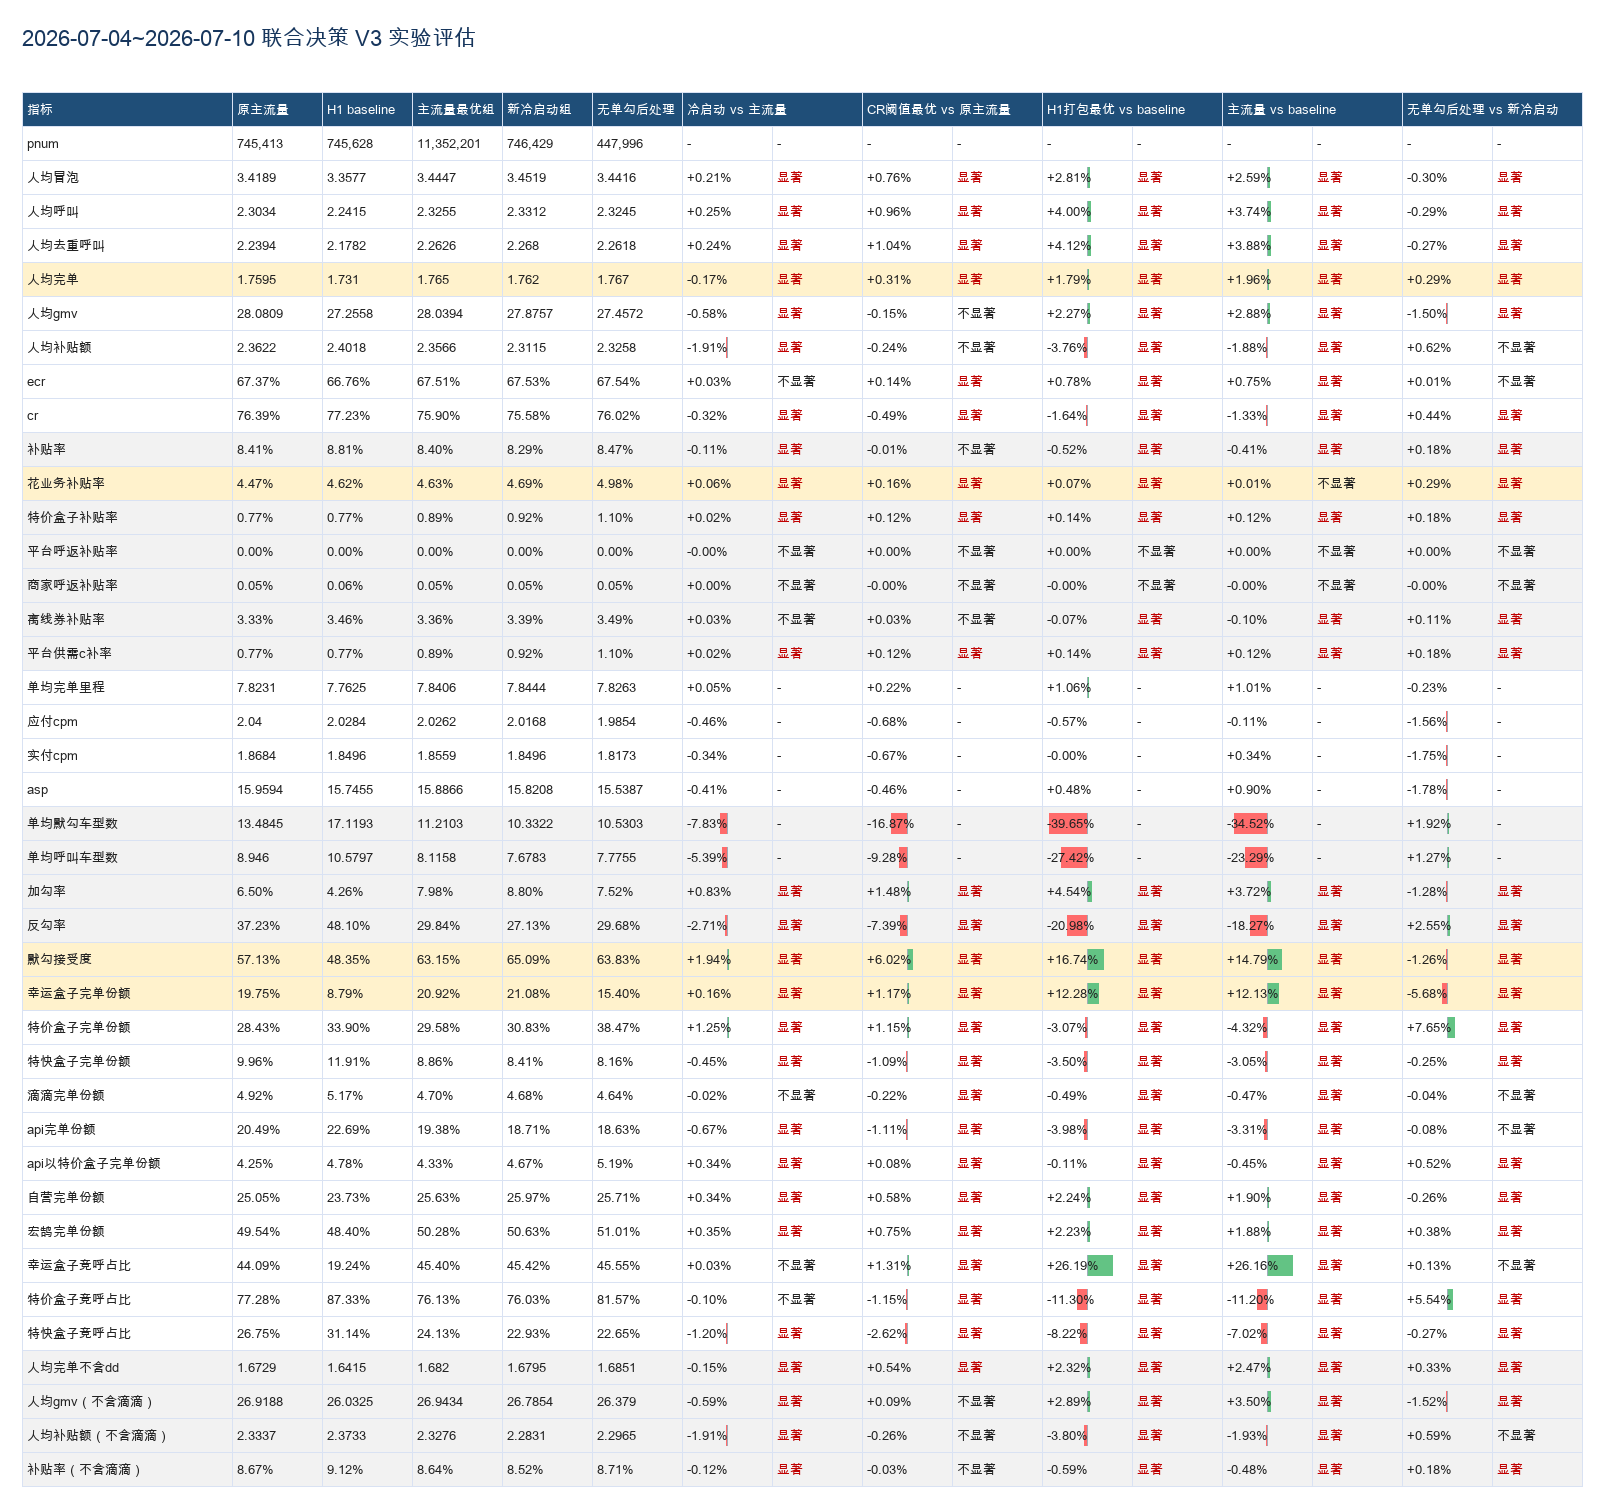 2026-07-04~2026-07-10 联合决策 V3 实验评估
指标 原主流量 H1 baseline 主流量最优组 新冷启动组 无单勾后处理 冷启动 vs 主流量 CR阈值最优 vs 原主流量 H1打包最优 vs baseline 主流量 vs baseline 无单勾后处理 vs 新冷启动
pnum 745,413 745,628 11,352,201 746,429 447,996 - - - - - - - - - -
人均冒泡 3.4189 3.3577 3.4447 3.4519 3.4416 +0.21% 显著 +0.76% 显著 +2.81% 显著 +2.59% 显著 -0.30% 显著
人均呼叫 2.3034 2.2415 2.3255 2.3312 2.3245 +0.25% 显著 +0.96% 显著 +4.00% 显著 +3.74% 显著 -0.29% 显著
人均去重呼叫 2.2394 2.1782 2.2626 2.268 2.2618 +0.24% 显著 +1.04% 显著 +4.12% 显著 +3.88% 显著 -0.27% 显著
人均完单 1.7595 1.731 1.765 1.762 1.767 -0.17% 显著 +0.31% 显著 +1.79% 显著 +1.96% 显著 +0.29% 显著
人均gmv 28.0809 27.2558 28.0394 27.8757 27.4572 -0.58% 显著 -0.15% 不显著 +2.27% 显著 +2.88% 显著 -1.50% 显著
人均补贴额 2.3622 2.4018 2.3566 2.3115 2.3258 -1.91% 显著 -0.24% 不显著 -3.76% 显著 -1.88% 显著 +0.62% 不显著
ecr 67.37% 66.76% 67.51% 67.53% 67.54% +0.03% 不显著 +0.14% 显著 +0.78% 显著 +0.75% 显著 +0.01% 不显著
cr 76.39% 77.23% 75.90% 75.58% 76.02% -0.32% 显著 -0.49% 显著 -1.64% 显著 -1.33% 显著 +0.44% 显著
补贴率 8.41% 8.81% 8.40% 8.29% 8.47% -0.11% 显著 -0.01% 不显著 -0.52% 显著 -0.41% 显著 +0.18% 显著
花业务补贴率 4.47% 4.62% 4.63% 4.69% 4.98% +0.06% 显著 +0.16% 显著 +0.07% 显著 +0.01% 不显著 +0.29% 显著
特价盒子补贴率 0.77% 0.77% 0.89% 0.92% 1.10% +0.02% 显著 +0.12% 显著 +0.14% 显著 +0.12% 显著 +0.18% 显著
平台呼返补贴率 0.00% 0.00% 0.00% 0.00% 0.00% -0.00% 不显著 +0.00% 不显著 +0.00% 不显著 +0.00% 不显著 +0.00% 不显著
商家呼返补贴率 0.05% 0.06% 0.05% 0.05% 0.05% +0.00% 不显著 -0.00% 不显著 -0.00% 不显著 -0.00% 不显著 -0.00% 不显著
离线券补贴率 3.33% 3.46% 3.36% 3.39% 3.49% +0.03% 不显著 +0.03% 不显著 -0.07% 显著 -0.10% 显著 +0.11% 显著
平台供需c补率 0.77% 0.77% 0.89% 0.92% 1.10% +0.02% 显著 +0.12% 显著 +0.14% 显著 +0.12% 显著 +0.18% 显著
单均完单里程 7.8231 7.7625 7.8406 7.8444 7.8263 +0.05% - +0.22% - +1.06% - +1.01% - -0.23% -
应付cpm 2.04 2.0284 2.0262 2.0168 1.9854 -0.46% - -0.68% - -0.57% - -0.11% - -1.56% -
实付cpm 1.8684 1.8496 1.8559 1.8496 1.8173 -0.34% - -0.67% - -0.00% - +0.34% - -1.75% -
asp 15.9594 15.7455 15.8866 15.8208 15.5387 -0.41% - -0.46% - +0.48% - +0.90% - -1.78% -
单均默勾车型数 13.4845 17.1193 11.2103 10.3322 10.5303 -7.83% - -16.87% - -39.65% - -34.52% - +1.92% -
单均呼叫车型数 8.946 10.5797 8.1158 7.6783 7.7755 -5.39% - -9.28% - -27.42% - -23.29% - +1.27% -
加勾率 6.50% 4.26% 7.98% 8.80% 7.52% +0.83% 显著 +1.48% 显著 +4.54% 显著 +3.72% 显著 -1.28% 显著
反勾率 37.23% 48.10% 29.84% 27.13% 29.68% -2.71% 显著 -7.39% 显著 -20.98% 显著 -18.27% 显著 +2.55% 显著
默勾接受度 57.13% 48.35% 63.15% 65.09% 63.83% +1.94% 显著 +6.02% 显著 +16.74% 显著 +14.79% 显著 -1.26% 显著
幸运盒子完单份额 19.75% 8.79% 20.92% 21.08% 15.40% +0.16% 显著 +1.17% 显著 +12.28% 显著 +12.13% 显著 -5.68% 显著
特价盒子完单份额 28.43% 33.90% 29.58% 30.83% 38.47% +1.25% 显著 +1.15% 显著 -3.07% 显著 -4.32% 显著 +7.65% 显著
特快盒子完单份额 9.96% 11.91% 8.86% 8.41% 8.16% -0.45% 显著 -1.09% 显著 -3.50% 显著 -3.05% 显著 -0.25% 显著
滴滴完单份额 4.92% 5.17% 4.70% 4.68% 4.64% -0.02% 不显著 -0.22% 显著 -0.49% 显著 -0.47% 显著 -0.04% 不显著
api完单份额 20.49% 22.69% 19.38% 18.71% 18.63% -0.67% 显著 -1.11% 显著 -3.98% 显著 -3.31% 显著 -0.08% 不显著
api以特价盒子完单份额 4.25% 4.78% 4.33% 4.67% 5.19% +0.34% 显著 +0.08% 显著 -0.11% 显著 -0.45% 显著 +0.52% 显著
自营完单份额 25.05% 23.73% 25.63% 25.97% 25.71% +0.34% 显著 +0.58% 显著 +2.24% 显著 +1.90% 显著 -0.26% 显著
宏鹄完单份额 49.54% 48.40% 50.28% 50.63% 51.01% +0.35% 显著 +0.75% 显著 +2.23% 显著 +1.88% 显著 +0.38% 显著
幸运盒子竞呼占比 44.09% 19.24% 45.40% 45.42% 45.55% +0.03% 不显著 +1.31% 显著 +26.19% 显著 +26.16% 显著 +0.13% 不显著
特价盒子竞呼占比 77.28% 87.33% 76.13% 76.03% 81.57% -0.10% 不显著 -1.15% 显著 -11.30% 显著 -11.20% 显著 +5.54% 显著
特快盒子竞呼占比 26.75% 31.14% 24.13% 22.93% 22.65% -1.20% 显著 -2.62% 显著 -8.22% 显著 -7.02% 显著 -0.27% 显著
人均完单不含dd 1.6729 1.6415 1.682 1.6795 1.6851 -0.15% 显著 +0.54% 显著 +2.32% 显著 +2.47% 显著 +0.33% 显著
人均gmv（不含滴滴） 26.9188 26.0325 26.9434 26.7854 26.379 -0.59% 显著 +0.09% 不显著 +2.89% 显著 +3.50% 显著 -1.52% 显著
人均补贴额（不含滴滴） 2.3337 2.3733 2.3276 2.2831 2.2965 -1.91% 显著 -0.26% 不显著 -3.80% 显著 -1.93% 显著 +0.59% 不显著
补贴率（不含滴滴） 8.67% 9.12% 8.64% 8.52% 8.71% -0.12% 显著 -0.03% 不显著 -0.59% 显著 -0.48% 显著 +0.18% 显著